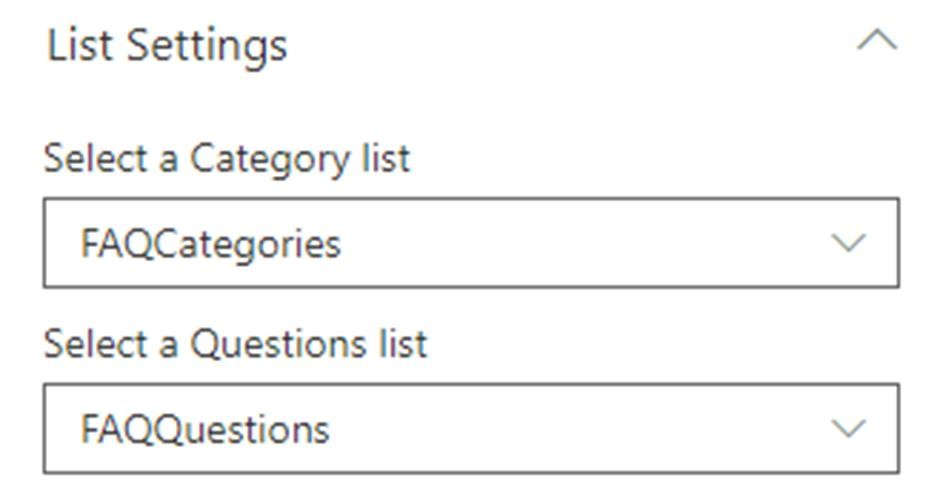 List Settings
Select a Category list
FAQCategories
Select a Questions list
FAQQuestions